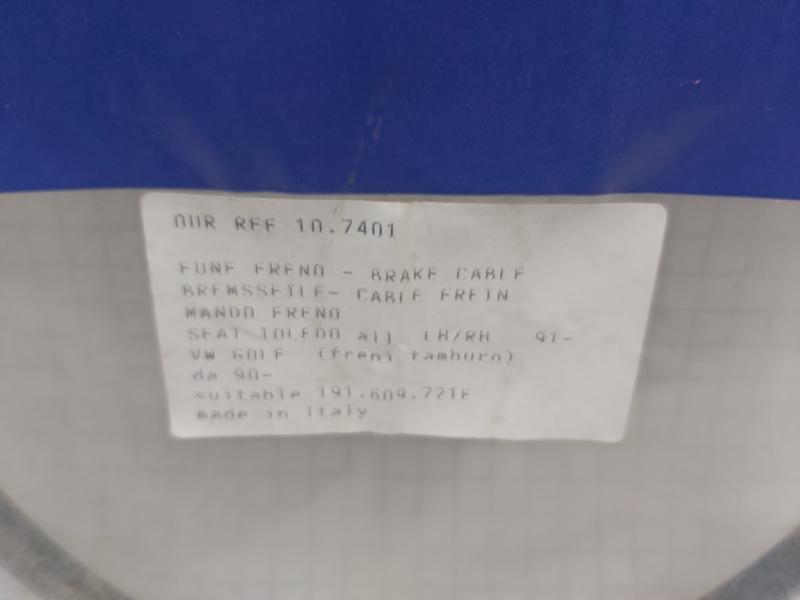 OUR REF 10.7401
FUNE FRENO - BRAKE CABLE
BREMSSEILE- CABLE FREIN
MANDO FRENO
SEAT TOLEDO all LH/RH 91-
VW GOLF (freni tamburo)
da 90-
suitable 191.609.721F
made in Italy